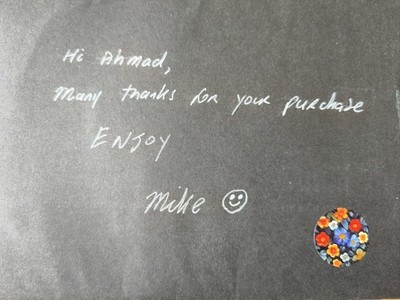 Hi Ahmad,
Many thanks for your purchase
ENJOY
Mike ☺